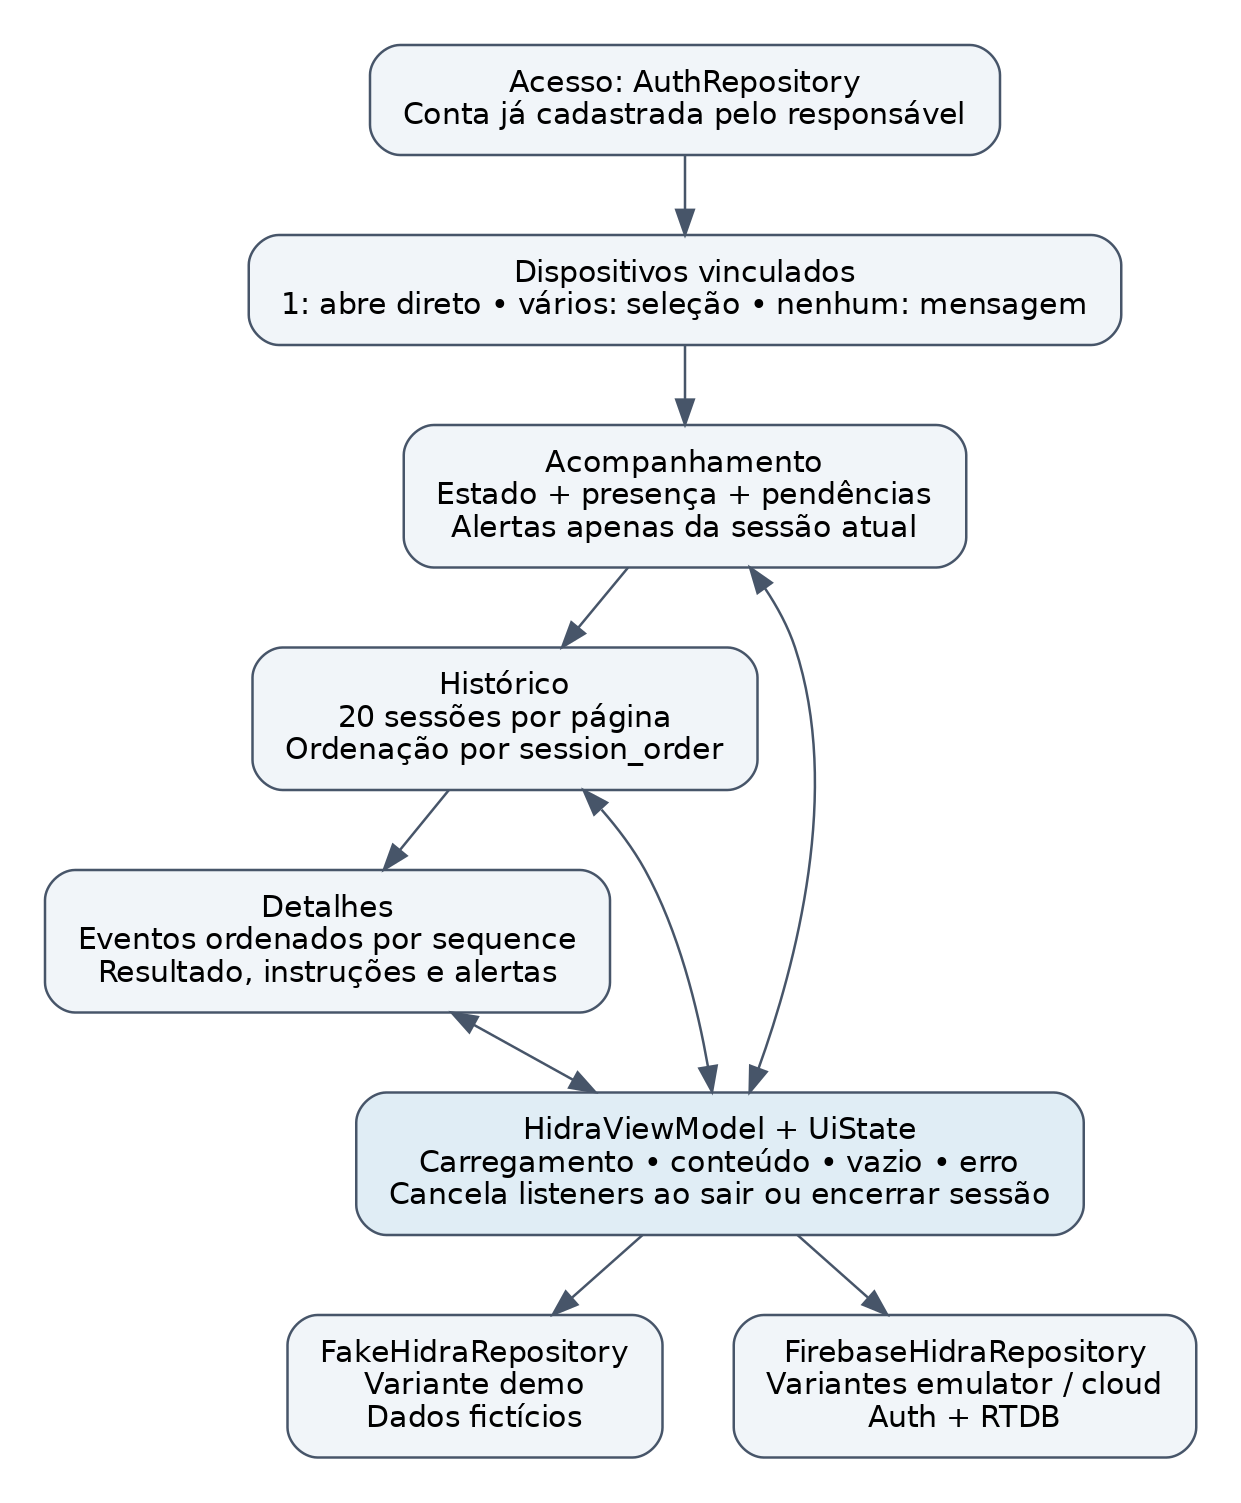 Acesso: AuthRepository
Conta já cadastrada pelo responsável
Dispositivos vinculados
1: abre direto • vários: seleção • nenhum: mensagem
Acompanhamento
Estado + presença + pendências
Alertas apenas da sessão atual
Histórico
20 sessões por página
Ordenação por session_order
Detalhes
Eventos ordenados por sequence
Resultado, instruções e alertas
HidraViewModel + UiState
Carregamento • conteúdo • vazio • erro
Cancela listeners ao sair ou encerrar sessão
FakeHidraRepository
Variante demo
Dados fictícios
FirebaseHidraRepository
Variantes emulator / cloud
Auth + RTDB